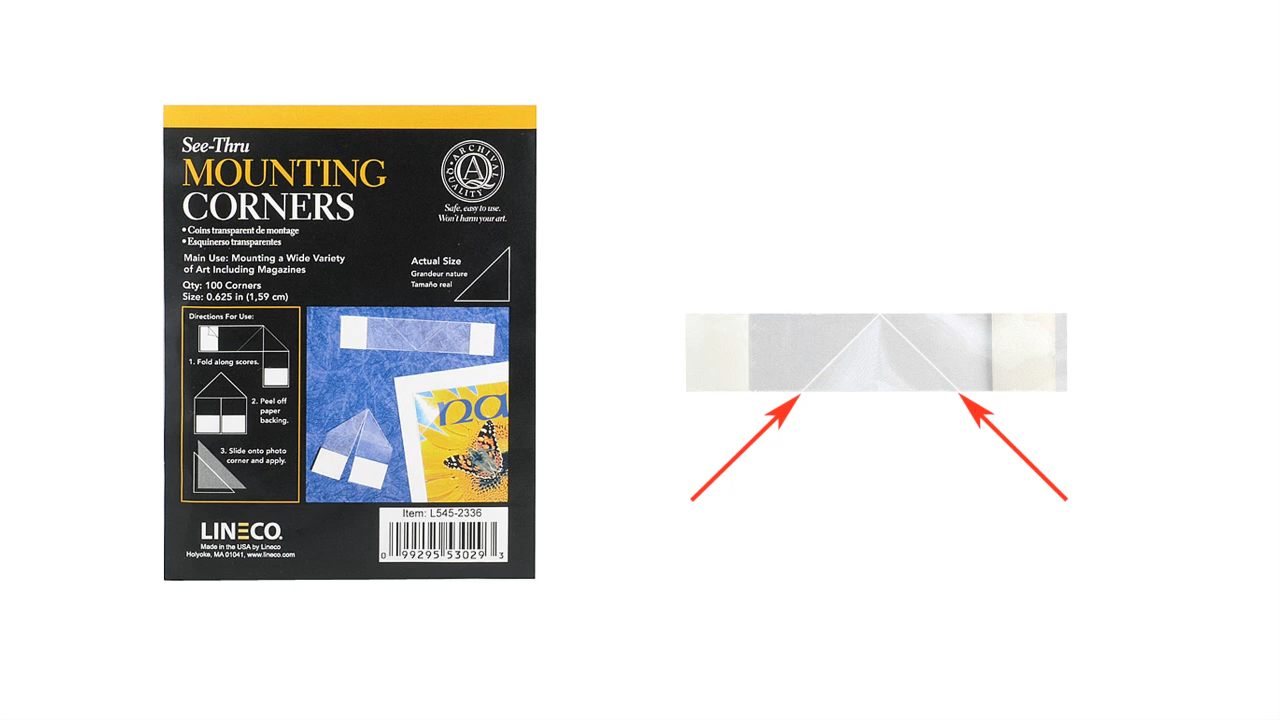 See-Thru
MOUNTING
CORNERS
• Coins transparent de montage
• Esquinerso transparentes
Main Use: Mounting a Wide Variety
of Art Including Magazines
Qty: 100 Corners
Size: 0.625 in (1,59 cm)
ARCHIVAL
QUALITY
AQ
Safe, easy to use.
Won't harm your art.
Actual Size
Grandeur nature
Tamaño real
Directions For Use:
1. Fold along scores.
2. Peel off
paper
backing.
3. Slide onto photo
corner and apply.
na
LINECO.
Made in the USA by Lineco
Holyoke, MA 01041, www.lineco.com
Item: L545-2336
0 99295 53029 3